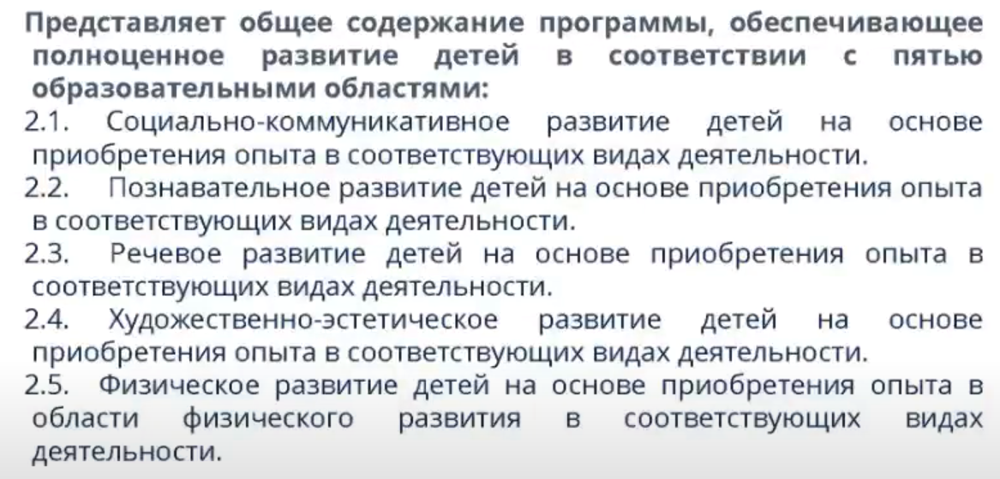 Представляет общее содержание программы, обеспечивающее
полноценное развитие детей в соответствии с пятью
образовательными областями:
2.1. Социально-коммуникативное развитие детей на основе
приобретения опыта в соответствующих видах деятельности.
2.2. Познавательное развитие детей на основе приобретения опыта
в соответствующих видах деятельности.
2.3. Речевое развитие детей на основе приобретения опыта в
соответствующих видах деятельности.
2.4. Художественно-эстетическое развитие детей на основе
приобретения опыта в соответствующих видах деятельности.
2.5. Физическое развитие детей на основе приобретения опыта в
области физического развития в соответствующих видах
деятельности.